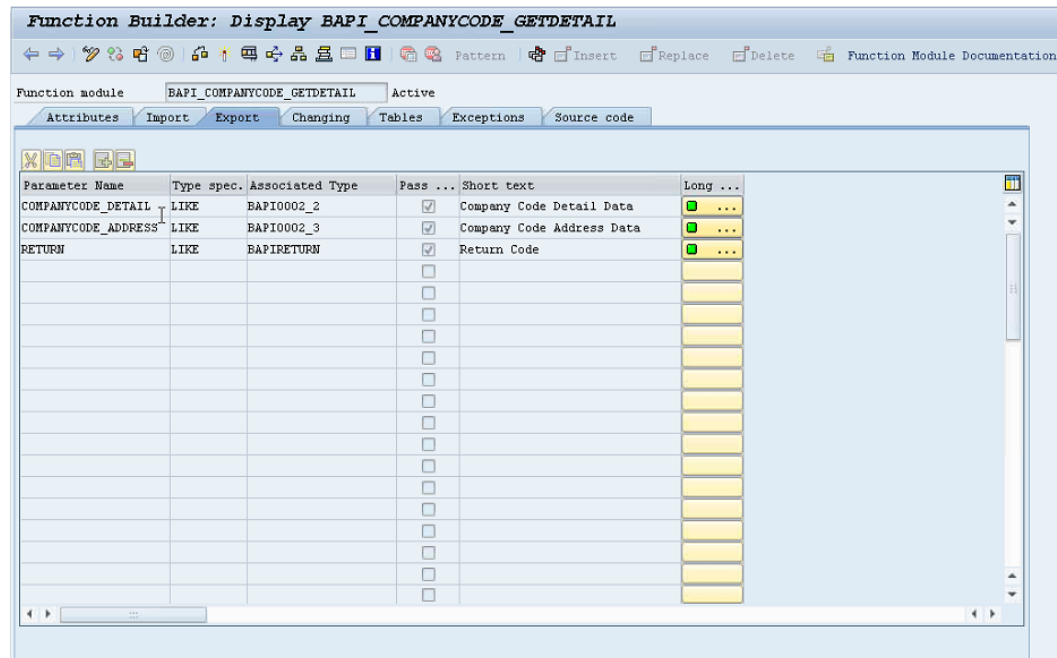 Function Builder: Display BAPI_COMPANYCODE_GETDETAIL
Pattern Insert Replace Delete Function Module Documentation
Function module BAPI_COMPANYCODE_GETDETAIL Active
Attributes Import Export Changing Tables Exceptions Source code
Parameter Name Type spec. Associated Type Pass ... Short text Long ...
COMPANYCODE_DETAIL LIKE BAPI0002_2 Company Code Detail Data ...
COMPANYCODE_ADDRESS LIKE BAPI0002_3 Company Code Address Data ...
RETURN LIKE BAPIRETURN Return Code ...